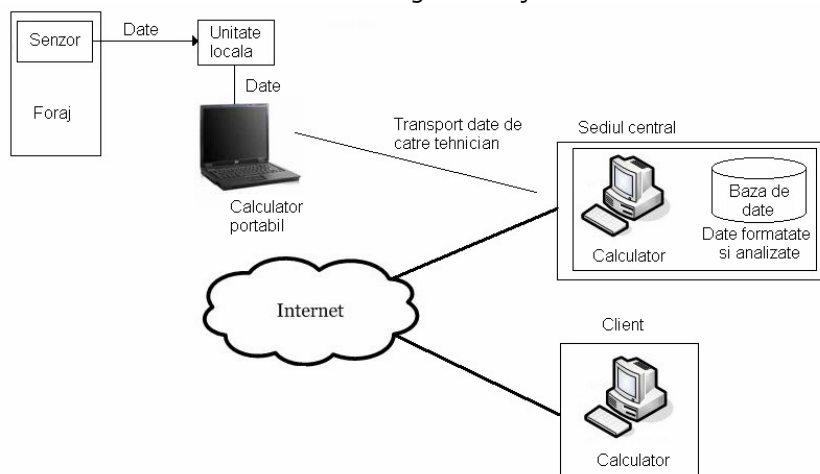 Senzor
Date
Unitate
locala
Foraj
Date
Calculator
portabil
Transport date de
catre tehnician
Sediul central
Calculator
Baza de
date
Date formatate
si analizate
Internet
Client
Calculator